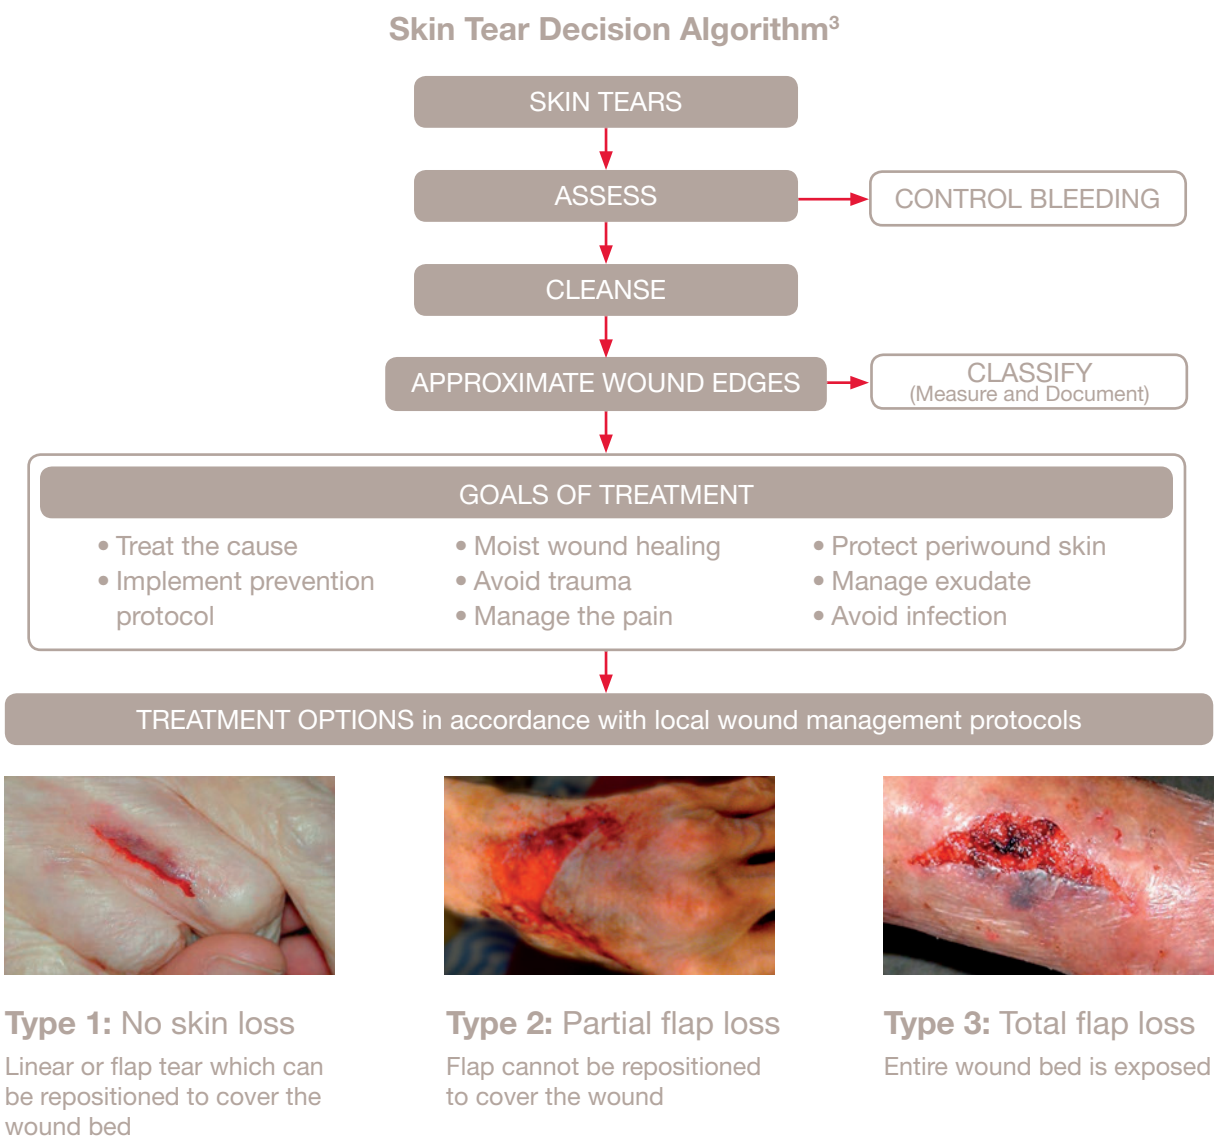 Skin Tear Decision Algorithm³
SKIN TEARS
ASSESS
CONTROL BLEEDING
CLEANSE
APPROXIMATE WOUND EDGES
CLASSIFY
(Measure and Document)
GOALS OF TREATMENT
• Treat the cause
• Implement prevention
protocol
• Moist wound healing
• Avoid trauma
• Manage the pain
• Protect periwound skin
• Manage exudate
• Avoid infection
TREATMENT OPTIONS in accordance with local wound management protocols
Type 1: No skin loss
Linear or flap tear which can
be repositioned to cover the
wound bed
Type 2: Partial flap loss
Flap cannot be repositioned
to cover the wound
Type 3: Total flap loss
Entire wound bed is exposed